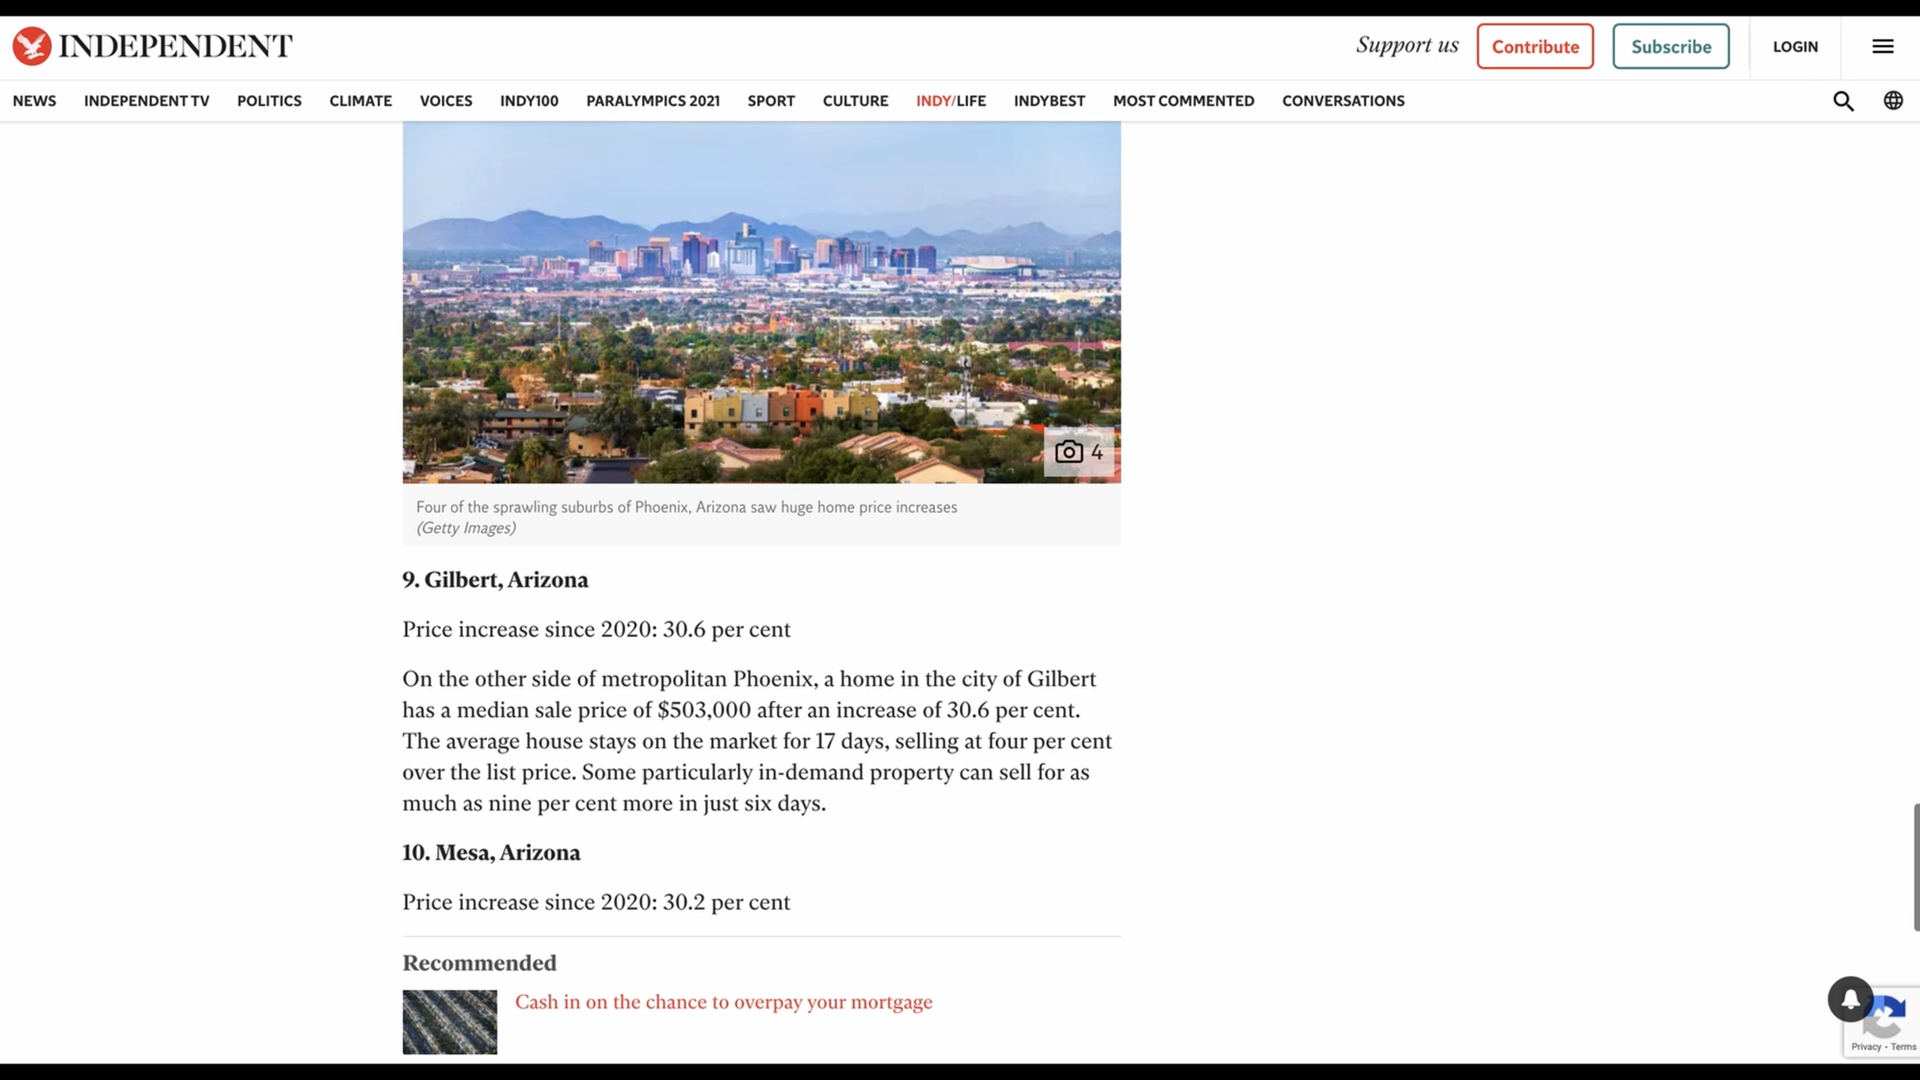 INDEPENDENT
Support us
Contribute
Subscribe
LOGIN
NEWS
INDEPENDENT TV
POLITICS
CLIMATE
VOICES
INDY100
PARALYMPICS 2021
SPORT
CULTURE
INDY/LIFE
INDYBEST
MOST COMMENTED
CONVERSATIONS
4
Four of the sprawling suburbs of Phoenix, Arizona saw huge home price increases
(Getty Images)
9. Gilbert, Arizona
Price increase since 2020: 30.6 per cent
On the other side of metropolitan Phoenix, a home in the city of Gilbert
has a median sale price of $503,000 after an increase of 30.6 per cent.
The average house stays on the market for 17 days, selling at four per cent
over the list price. Some particularly in-demand property can sell for as
much as nine per cent more in just six days.
10. Mesa, Arizona
Price increase since 2020: 30.2 per cent
Recommended
Cash in on the chance to overpay your mortgage
Privacy - Terms